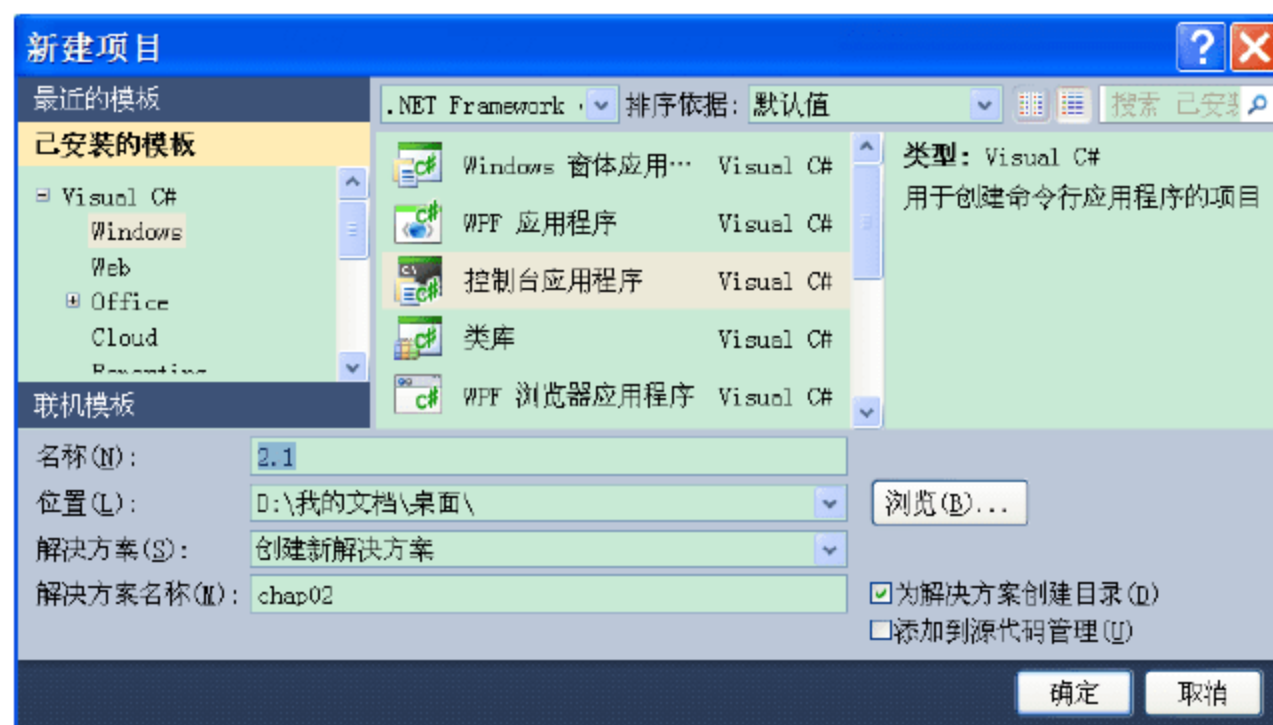 新建项目
最近的模板
.NET Framework
排序依据: 默认值
搜索 已安装
已安装的模板
Visual C#
Windows
Web
Office
Cloud
Reporting
联机模板
Windows 窗体应用… Visual C#
WPF 应用程序 Visual C#
控制台应用程序 Visual C#
类库 Visual C#
WPF 浏览器应用程序 Visual C#
类型: Visual C#
用于创建命令行应用程序的项目
名称(N): 2.1
位置(L): D:\我的文档\桌面\
浏览(B)...
解决方案(S): 创建新解决方案
解决方案名称(M): chap02
为解决方案创建目录(D)
添加到源代码管理(U)
确定 取消